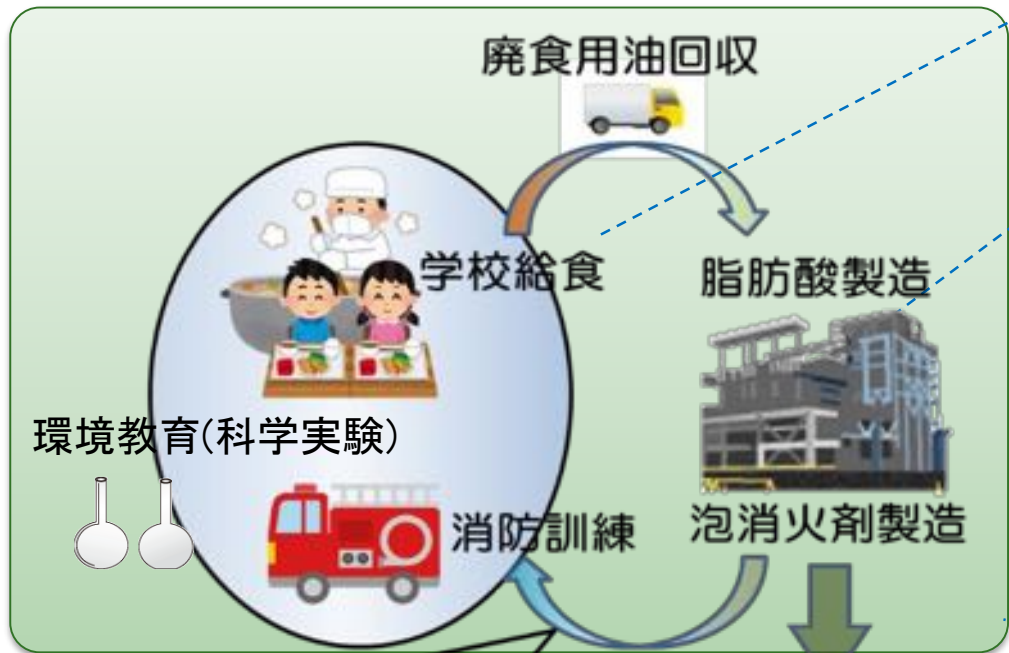 廃食用油回収
学校給食
脂肪酸製造
環境教育(科学実験)
消防訓練
泡消火剤製造